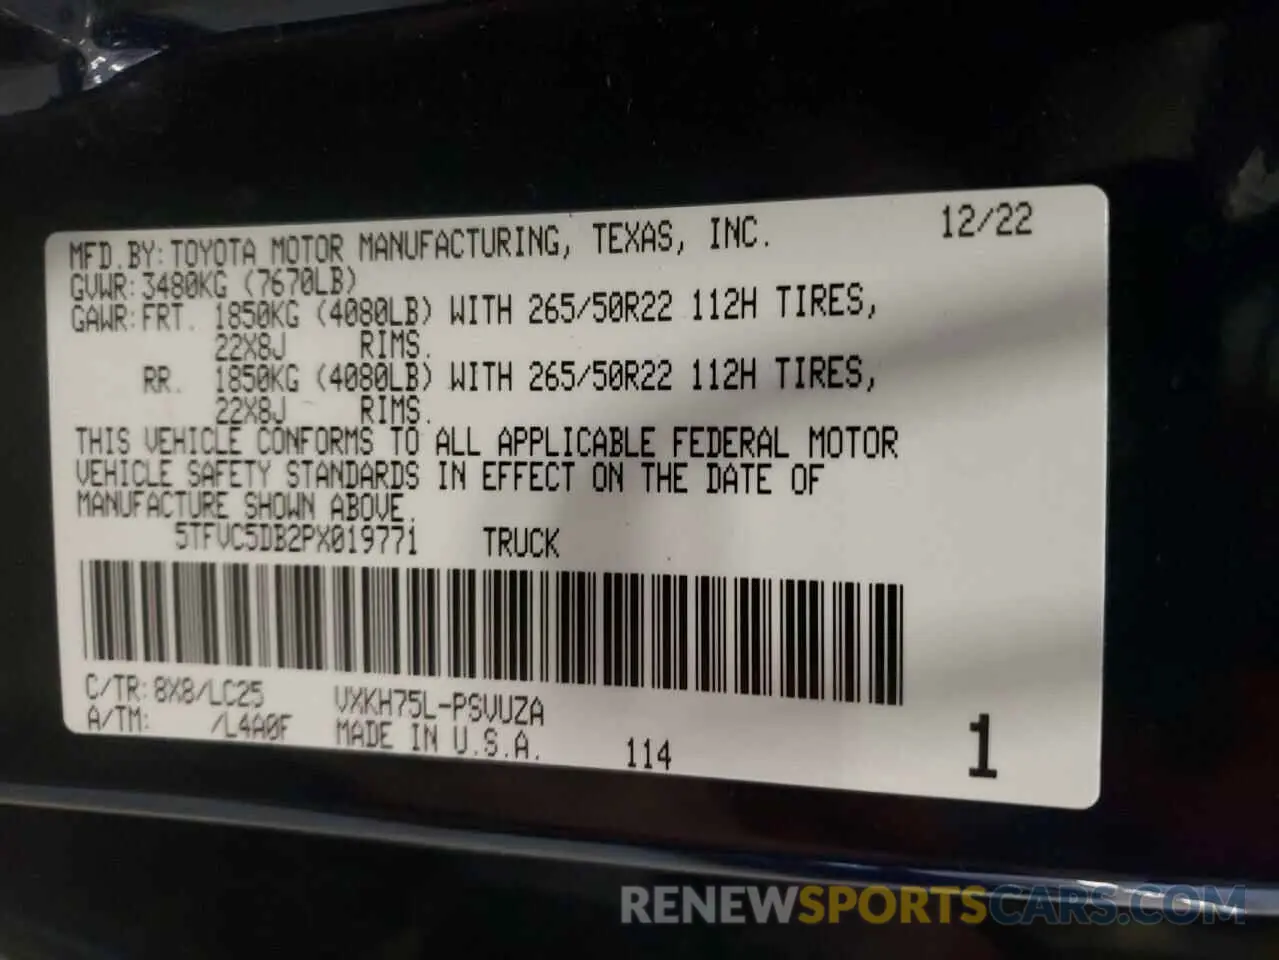 MFD.BY:TOYOTA MOTOR MANUFACTURING, TEXAS, INC. 12/22
GVWR:3480KG (7670LB)
GAWR:FRT. 1850KG (4080LB) WITH 265/50R22 112H TIRES,
22X8J RIMS.
RR. 1850KG (4080LB) WITH 265/50R22 112H TIRES,
22X8J RIMS.
THIS VEHICLE CONFORMS TO ALL APPLICABLE FEDERAL MOTOR
VEHICLE SAFETY STANDARDS IN EFFECT ON THE DATE OF
MANUFACTURE SHOWN ABOVE.
5TFVC5DB2PX019771 TRUCK
C/TR:8X8/LC25 VXKH75L-PSVUZA
A/TM: /L4A0F MADE IN U.S.A. 114 1
RENEWSPORTSCARS.COM